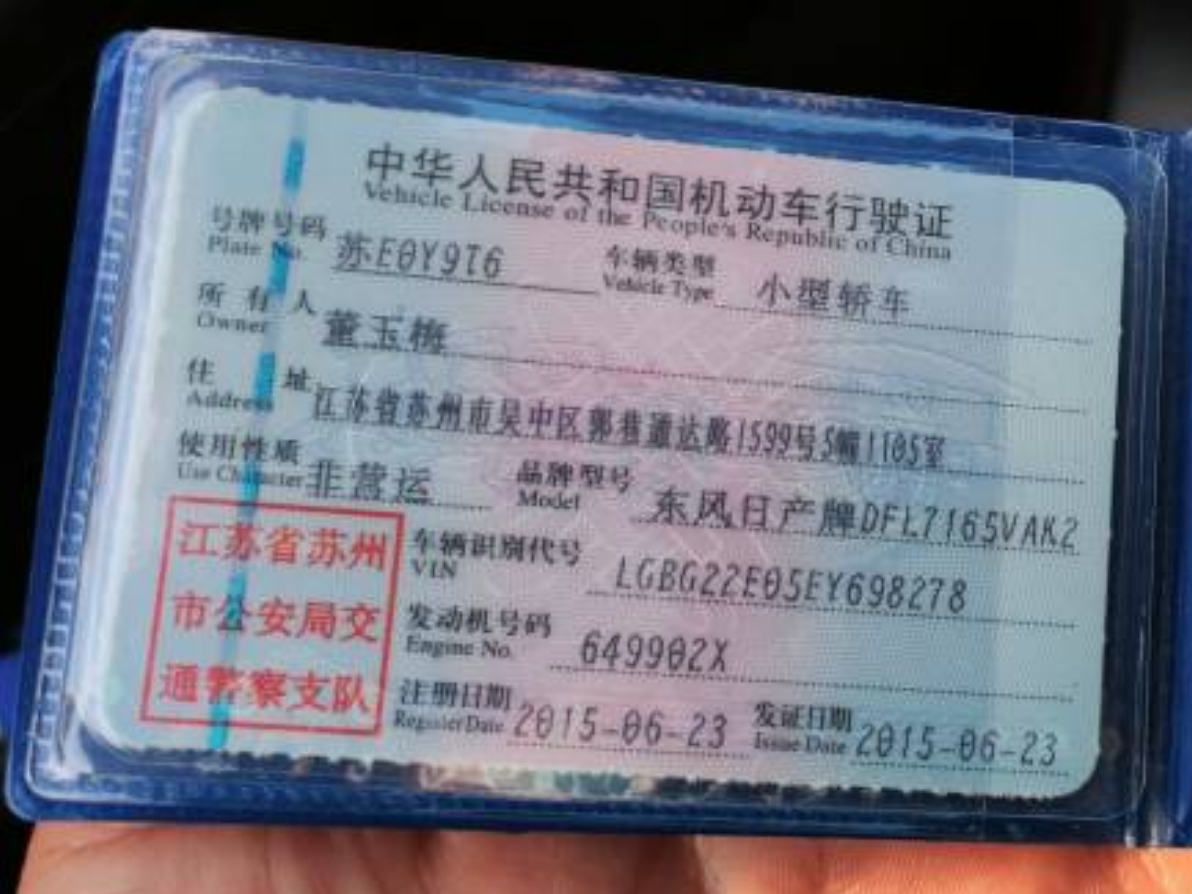 中华人民共和国机动车行驶证
Vehicle License of the People's Republic of China
号牌号码 苏E0Y9T6 车辆类型 小型轿车
Plate No. Vehicle Type
所有人 董玉梅
Owner
住址 江苏省苏州市吴中区郭巷通达路1599号5幢1105室
Address
使用性质 非营运 品牌型号 东风日产牌DFL7165VAK2
Use Character Model
江苏省苏州
市公安局交
通警察支队
车辆识别代号 LGBG22E05EY698278
VIN
发动机号码 649902X
Engine No.
注册日期 2015-06-23 发证日期 2015-06-23
Register Date Issue Date